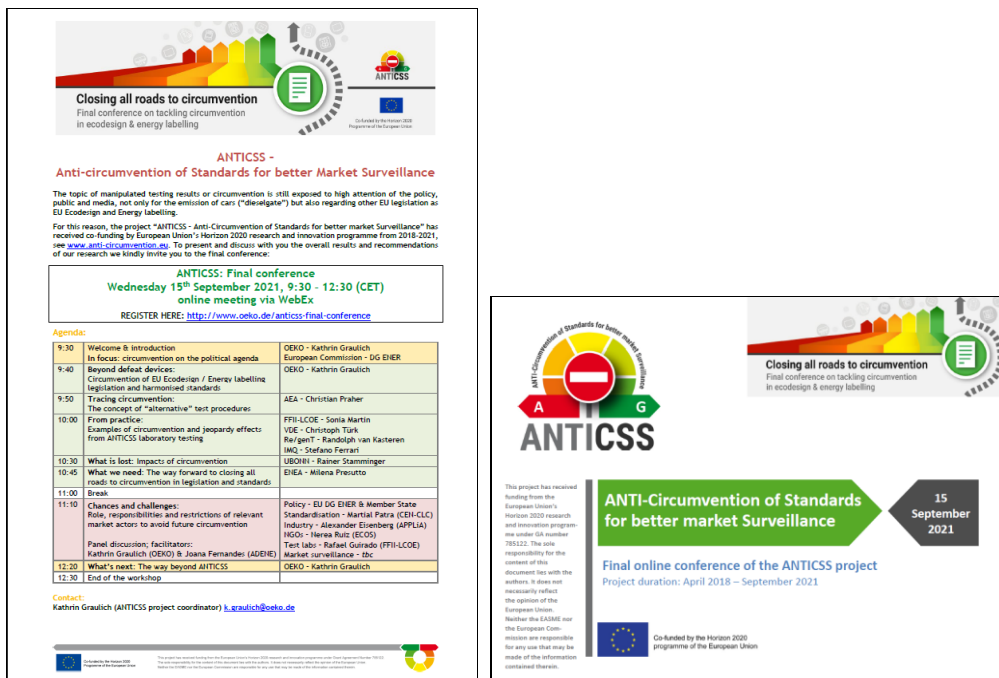 ANTICSS
Closing all roads to circumvention
Final conference on tackling circumvention
in ecodesign & energy labelling
Co-funded by the Horizon 2020
Programme of the European Union
ANTICSS –
Anti-circumvention of Standards for better Market Surveillance
The topic of manipulated testing results or circumvention is still exposed to high attention of the policy,
public and media, not only for the emission of cars ("dieselgate") but also regarding other EU legislation as
EU Ecodesign and Energy labelling.
For this reason, the project "ANTICSS - Anti-Circumvention of Standards for better market Surveillance" has
received co-funding by European Union's Horizon 2020 research and innovation programme from 2018-2021,
see www.anti-circumvention.eu. To present and discuss with you the overall results and recommendations
of our research we kindly invite you to the final conference:
ANTICSS: Final conference
Wednesday 15th September 2021, 9:30 – 12:30 (CET)
online meeting via WebEx
REGISTER HERE: http://www.oeko.de/anticss-final-conference
Agenda:
9:30 Welcome & introduction OEKO - Kathrin Graulich
In focus: circumvention on the political agenda European Commission - DG ENER
9:40 Beyond defeat devices: OEKO - Kathrin Graulich
Circumvention of EU Ecodesign / Energy labelling
legislation and harmonised standards
9:50 Tracing circumvention: AEA - Christian Praher
The concept of "alternative" test procedures
10:00 From practice: FFII-LCOE - Sonia Martin
Examples of circumvention and jeopardy effects VDE - Christoph Türk
from ANTICSS laboratory testing Re/genT - Randolph van Kasteren
IMQ - Stefano Ferrari
10:30 What is lost: Impacts of circumvention UBONN - Rainer Stamminger
10:45 What we need: The way forward to closing all ENEA - Milena Presutto
roads to circumvention in legislation and standards
11:00 Break
11:10 Chances and challenges: Policy - EU DG ENER & Member State
Role, responsibilities and restrictions of relevant Standardisation - Martial Patra (CEN-CLC)
market actors to avoid future circumvention Industry - Alexander Eisenberg (APPLiA)
NGOs - Nerea Ruiz (ECOS)
Panel discussion; facilitators: Test labs - Rafael Guirado (FFII-LCOE)
Kathrin Graulich (OEKO) & Joana Fernandes (ADENE) Market surveillance - tbc
12:20 What's next: The way beyond ANTICSS OEKO - Kathrin Graulich
12:30 End of the workshop
Contact:
Kathrin Graulich (ANTICSS project coordinator) k.graulich@oeko.de
Co-funded by the Horizon 2020
Programme of the European Union
ANTI-Circumvention of Standards for better market Surveillance
A G
ANTICSS
Closing all roads to circumvention
Final conference on tackling circumvention
in ecodesign & energy labelling
This project has received
funding from the
European Union's
Horizon 2020 research
and innovation program-
me under GA number
785122. The sole
responsibility for the
content of this
document lies with the
authors. It does not
necessarily reflect
the opinion of the
European Union.
Neither the EASME nor
the European Com-
mission are responsible
for any use that may be
made of the information
contained therein.
ANTI-Circumvention of Standards
for better market Surveillance
15
September
2021
Final online conference of the ANTICSS project
Project duration: April 2018 – September 2021
Co-funded by the Horizon 2020
programme of the European Union